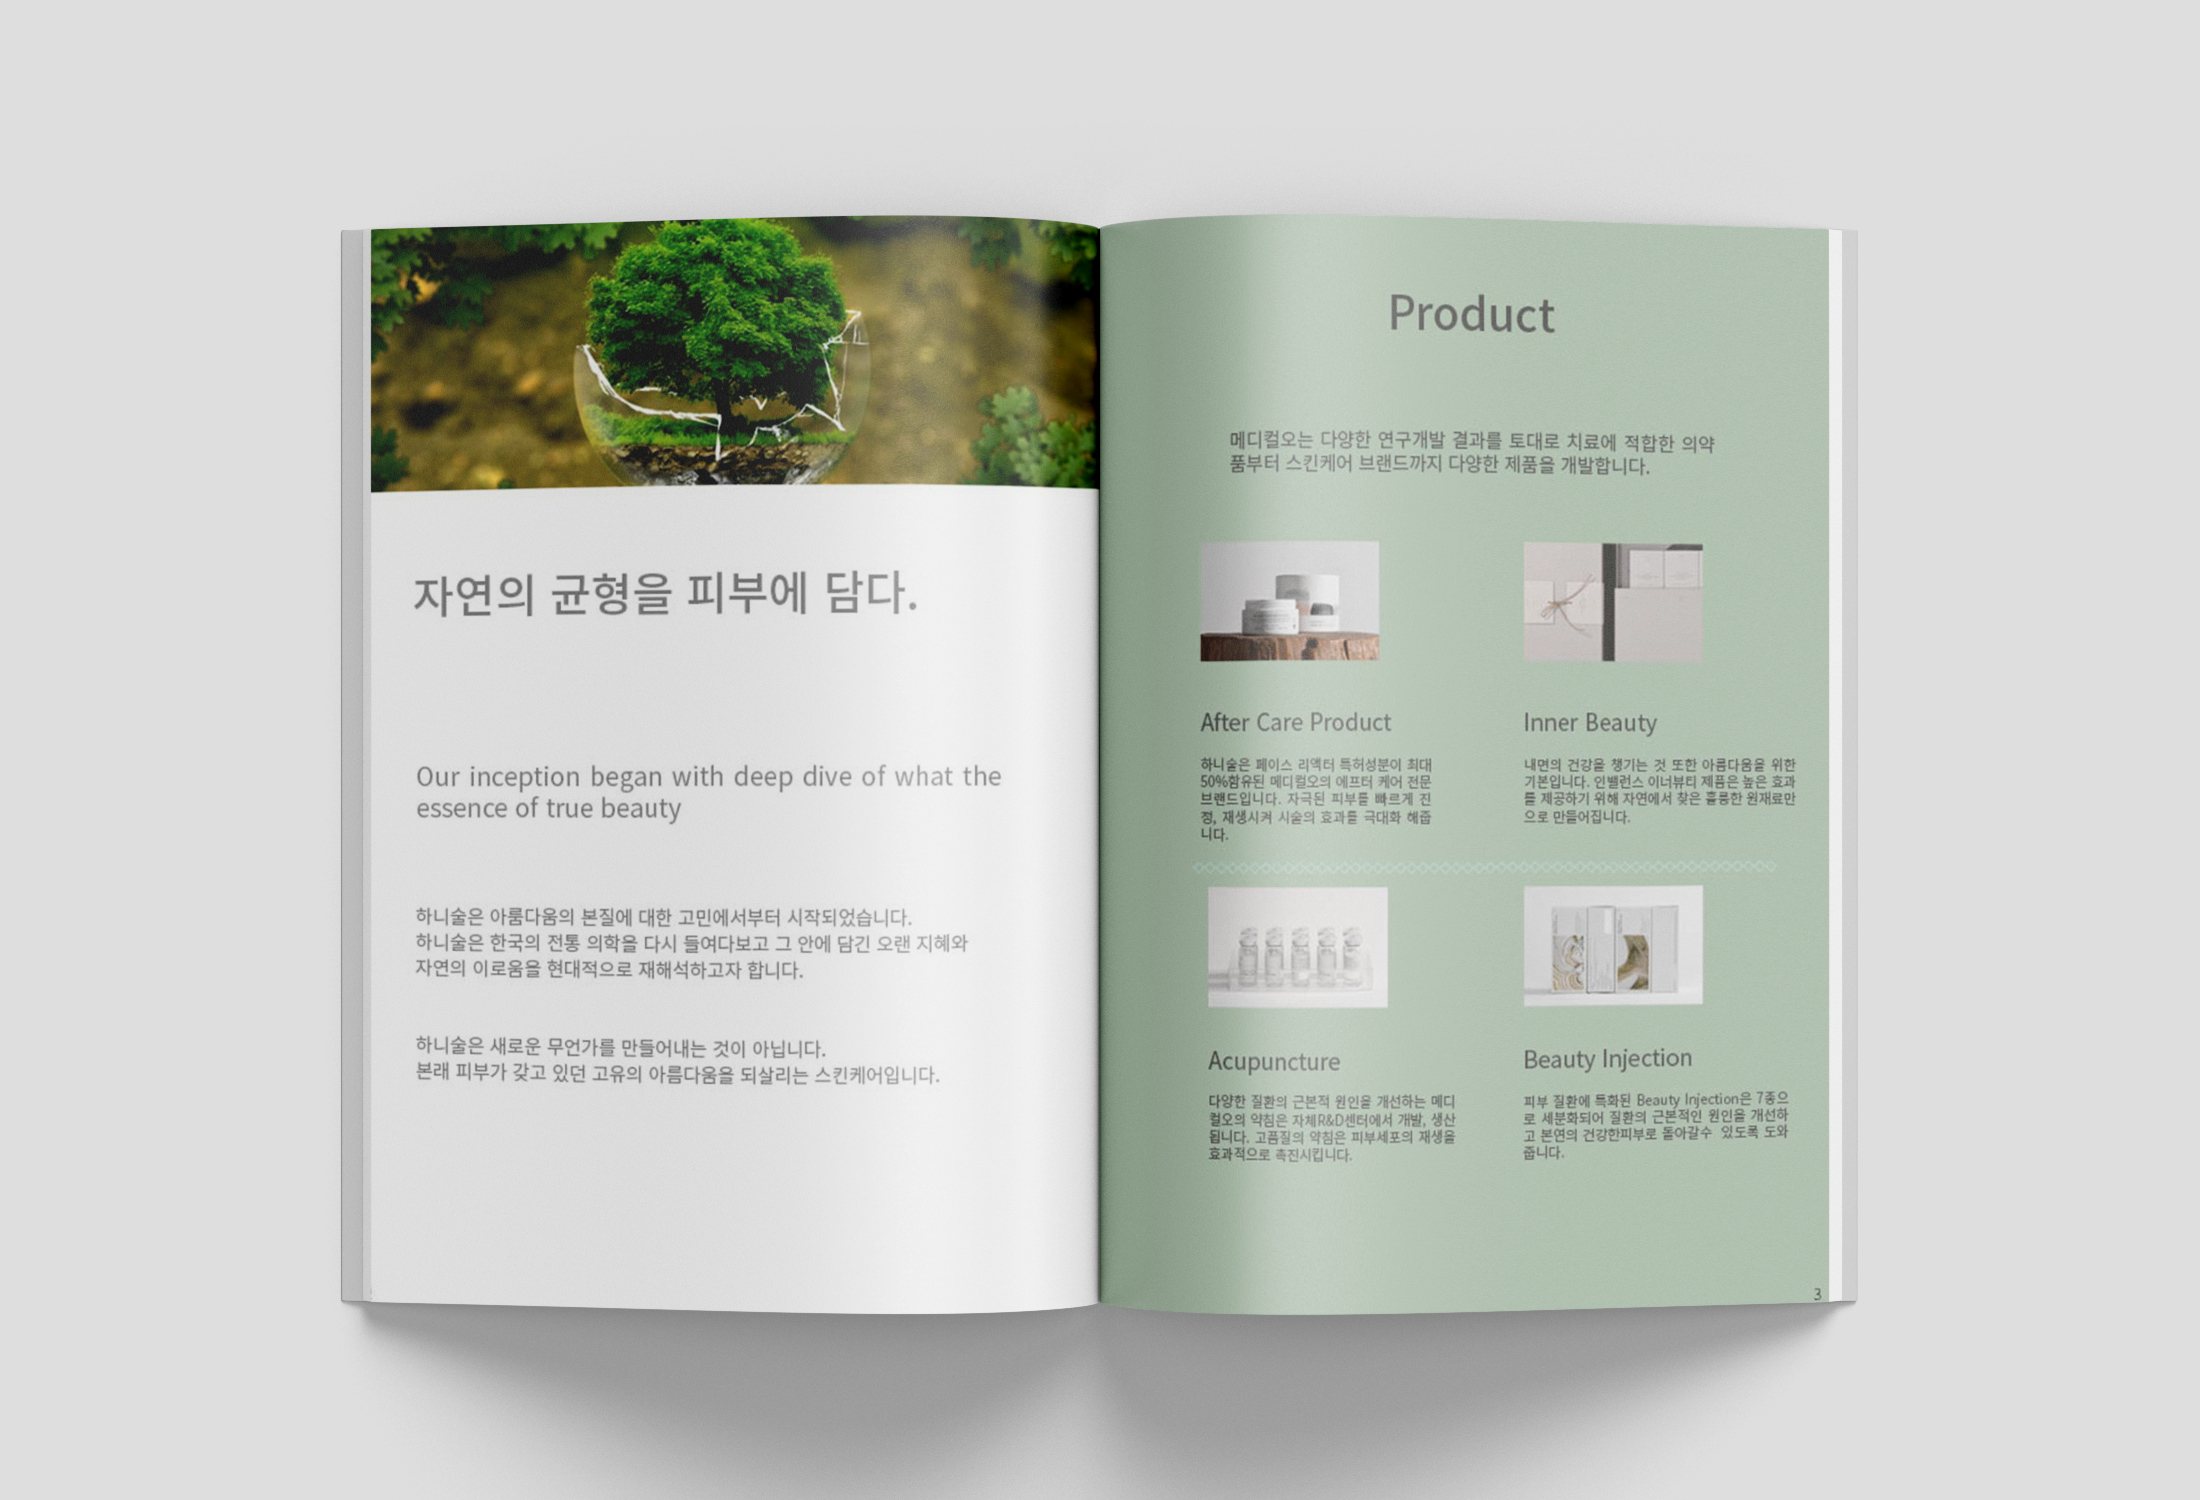 자연의 균형을 피부에 담다.
Our inception began with deep dive of what the
essence of true beauty
하니술은 아룸다움의 본질에 대한 고민에서부터 시작되었습니다.
하니술은 한국의 전통 의학을 다시 들여다보고 그 안에 담긴 오랜 지혜와
자연의 이로움을 현대적으로 재해석하고자 합니다.
하니술은 새로운 무언가를 만들어내는 것이 아닙니다.
본래 피부가 갖고 있던 고유의 아름다움을 되살리는 스킨케어입니다.
Product
메디컬오는 다양한 연구개발 결과를 토대로 치료에 적합한 의약
품부터 스킨케어 브랜드까지 다양한 제품을 개발합니다.
After Care Product
하니술은 페이스 리액터 특허성분이 최대
50%함유된 메디컬오의 에프터 케어 전문
브랜드입니다. 자극된 피부를 빠르게 진
정, 재생시켜 시술의 효과를 극대화 해줍
니다.
Inner Beauty
내면의 건강을 챙기는 것 또한 아름다움을 위한
기본입니다. 인밸런스 이너뷰티 제품은 높은 효과
를 제공하기 위해 자연에서 찾은 훌륭한 원재료만
으로 만들어집니다.
Acupuncture
다양한 질환의 근본적 원인을 개선하는 메디
컬오의 약침은 자체R&D센터에서 개발, 생산
됩니다. 고품질의 약침은 피부세포의 재생을
효과적으로 촉진시킵니다.
Beauty Injection
피부 질환에 특화된 Beauty Injection은 7종으
로 세분화되어 질환의 근본적인 원인을 개선하
고 본연의 건강한피부로 돌아갈수 있도록 도와
줍니다.
3